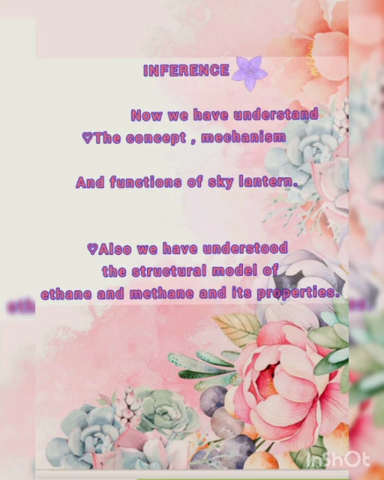 INFERENCE
Now we have understand
♡The concept , mechanism
And functions of sky lantern.
♡Also we have understood
the structural model of
ethane and methane and its properties.
InShOt